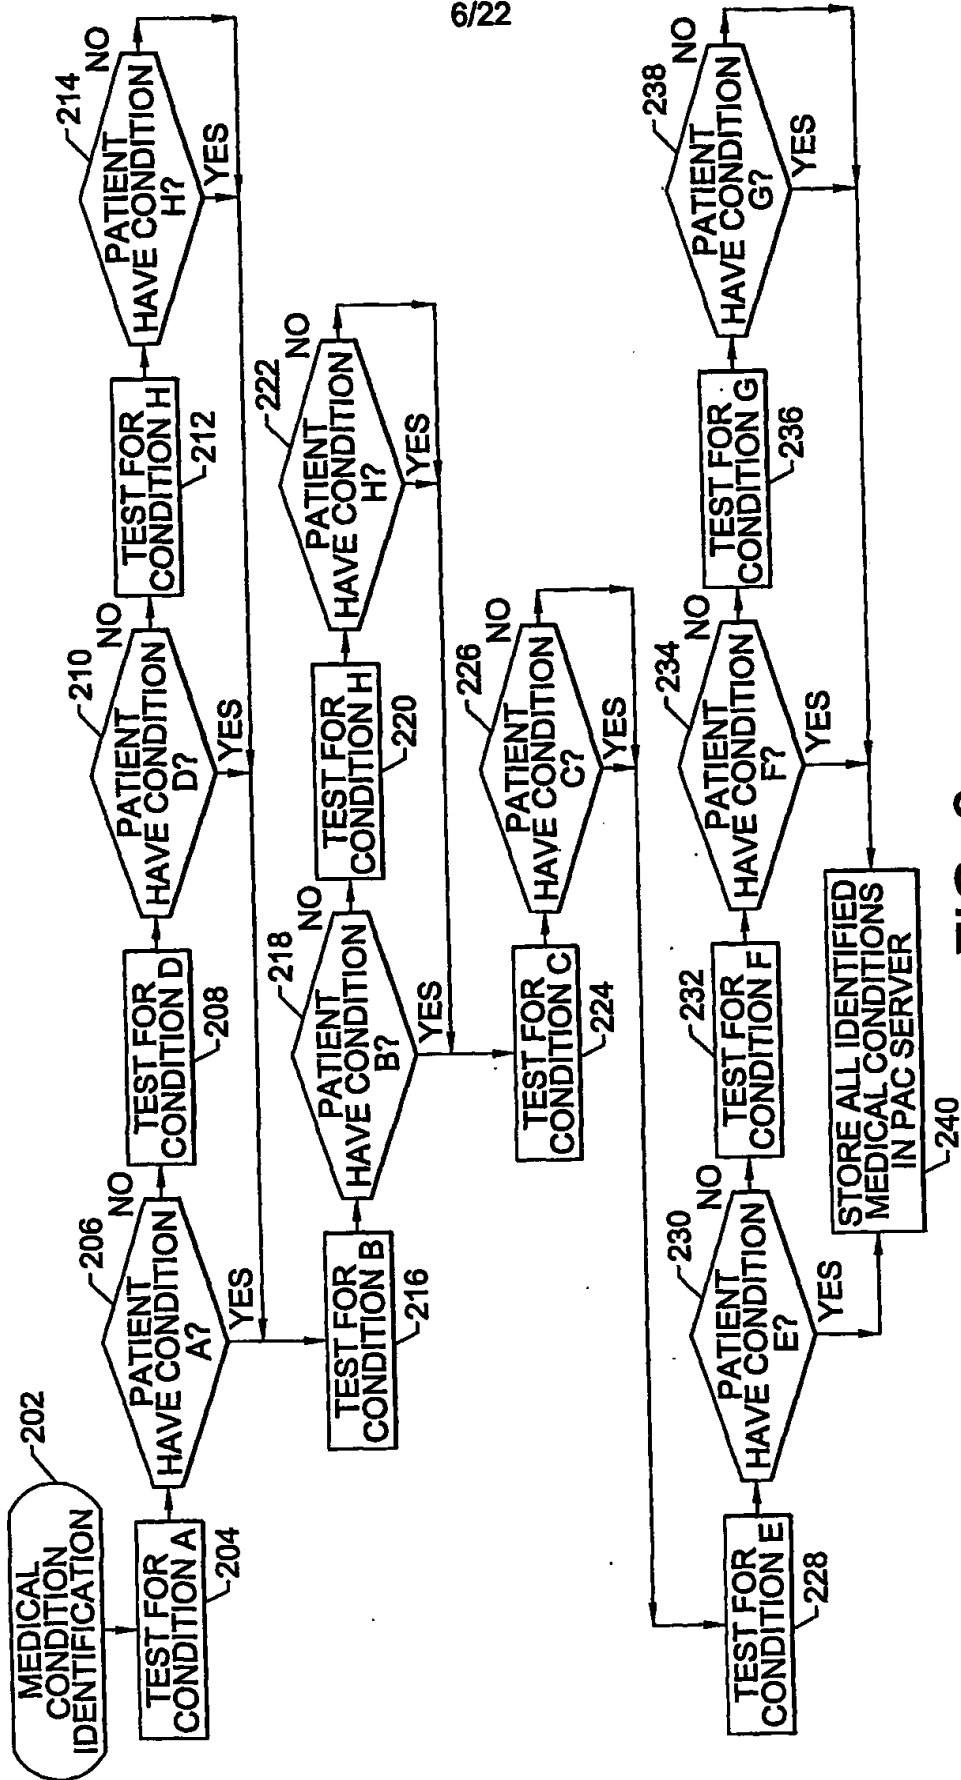 6/22
MEDICAL
CONDITION
IDENTIFICATION
202
TEST FOR
CONDITION A
204
PATIENT
HAVE CONDITION
A?
206
NO
YES
TEST FOR
CONDITION D
208
PATIENT
HAVE CONDITION
D?
210
NO
YES
TEST FOR
CONDITION H
212
PATIENT
HAVE CONDITION
H?
214
NO
YES
TEST FOR
CONDITION B
216
PATIENT
HAVE CONDITION
B?
218
NO
YES
TEST FOR
CONDITION H
220
PATIENT
HAVE CONDITION
H?
222
NO
YES
TEST FOR
CONDITION C
224
PATIENT
HAVE CONDITION
C?
226
NO
YES
TEST FOR
CONDITION E
228
PATIENT
HAVE CONDITION
E?
230
NO
YES
TEST FOR
CONDITION F
232
PATIENT
HAVE CONDITION
F?
234
NO
YES
TEST FOR
CONDITION G
236
PATIENT
HAVE CONDITION
G?
238
NO
YES
STORE ALL IDENTIFIED
MEDICAL CONDITIONS
IN PAC SERVER
240